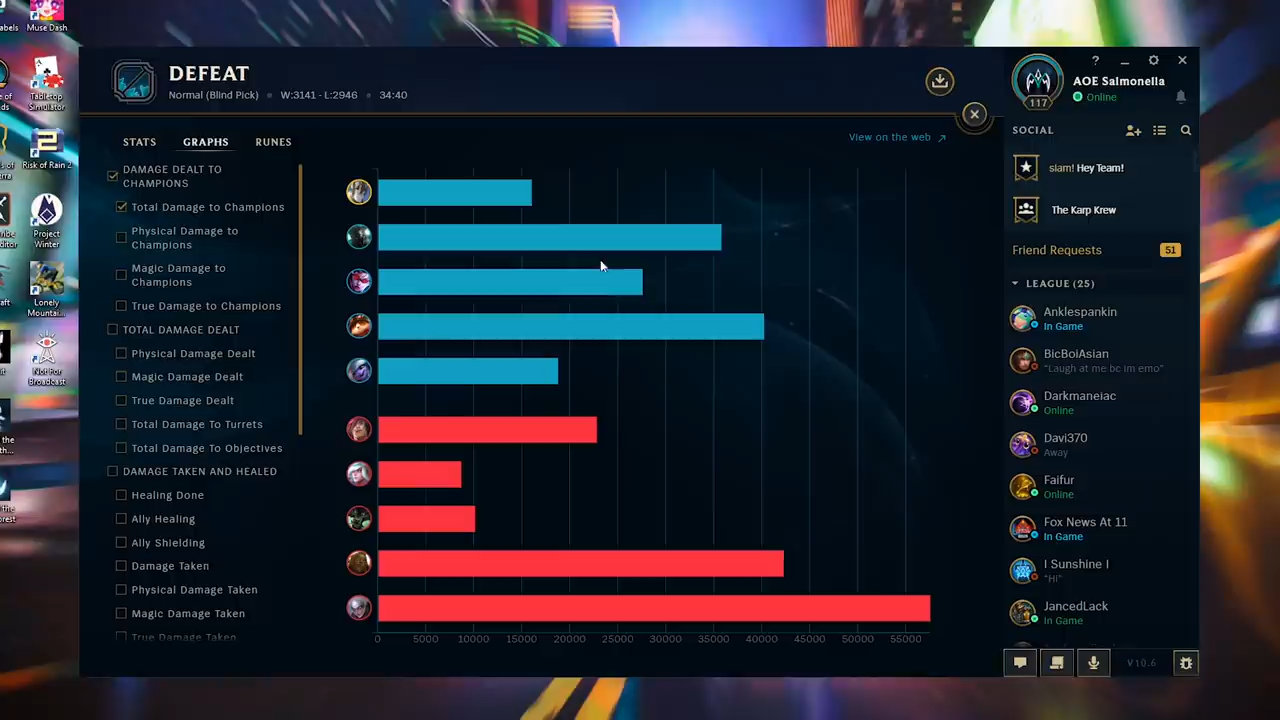 abels
Muse Dash
Tabletop
Simulator
Risk of Rain 2
Project
Winter
Lonely
Mountai...
Not For
Broadcast
DEFEAT
Normal (Blind Pick)
W:3141 - L:2946
34:40
STATS
GRAPHS
RUNES
View on the web
DAMAGE DEALT TO
CHAMPIONS
Total Damage to Champions
Physical Damage to
Champions
Magic Damage to
Champions
True Damage to Champions
TOTAL DAMAGE DEALT
Physical Damage Dealt
Magic Damage Dealt
True Damage Dealt
Total Damage To Turrets
Total Damage To Objectives
DAMAGE TAKEN AND HEALED
Healing Done
Ally Healing
Ally Shielding
Damage Taken
Physical Damage Taken
Magic Damage Taken
True Damage Taken
0 5000 10000 15000 20000 25000 30000 35000 40000 45000 50000 55000
?
117
AOE Salmonella
Online
SOCIAL
slam! Hey Team!
The Karp Krew
Friend Requests
51
LEAGUE (25)
Anklespankin
In Game
BicBoiAsian
"Laugh at me bc im emo"
Darkmaneiac
Online
Davi370
Away
Faifur
Online
Fox News At 11
In Game
I Sunshine I
"Hi"
JancedLack
In Game
V10.6